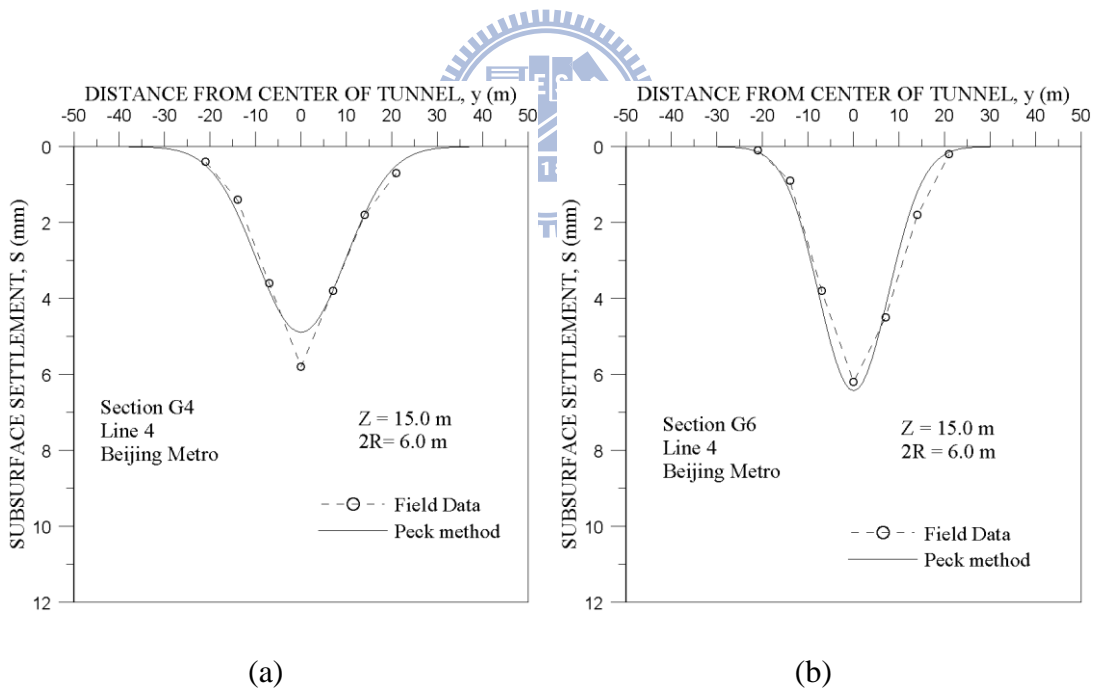 DISTANCE FROM CENTER OF TUNNEL, y (m)
-50 -40 -30 -20 -10 0 10 20 30 40 50
0
2
4
6
8
10
12
SUBSURFACE SETTLEMENT, S (mm)
Section G4
Line 4
Beijing Metro
Z = 15.0 m
2R= 6.0 m
Field Data
Peck method
(a)
DISTANCE FROM CENTER OF TUNNEL, y (m)
-50 -40 -30 -20 -10 0 10 20 30 40 50
0
2
4
6
8
10
12
SUBSURFACE SETTLEMENT, S (mm)
Section G6
Line 4
Beijing Metro
Z = 15.0 m
2R = 6.0 m
Field Data
Peck method
(b)